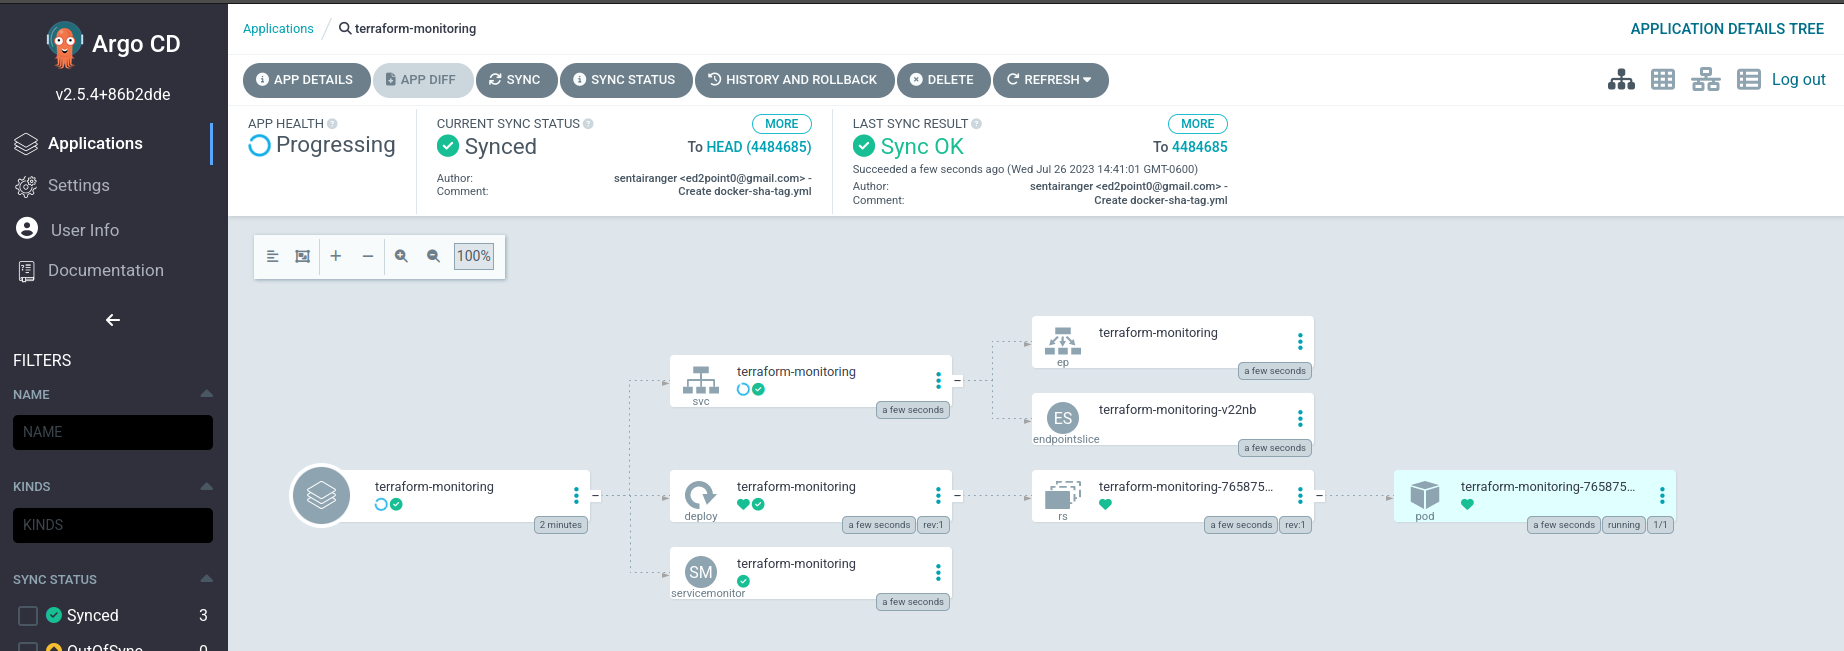 Argo CD
v2.5.4+86b2dde
Applications
Settings
User Info
Documentation
FILTERS
NAME
NAME
KINDS
KINDS
SYNC STATUS
Synced 3
OutOfSync 0
Applications / terraform-monitoring
APPLICATION DETAILS TREE
APP DETAILS APP DIFF SYNC SYNC STATUS HISTORY AND ROLLBACK DELETE REFRESH
Log out
APP HEALTH
Progressing
CURRENT SYNC STATUS MORE
Synced To HEAD (4484685)
Author: sentairanger <ed2point0@gmail.com> -
Comment: Create docker-sha-tag.yml
LAST SYNC RESULT MORE
Sync OK To 4484685
Succeeded a few seconds ago (Wed Jul 26 2023 14:41:01 GMT-0600)
Author: sentairanger <ed2point0@gmail.com> -
Comment: Create docker-sha-tag.yml
100%
terraform-monitoring
2 minutes
terraform-monitoring
svc
a few seconds
terraform-monitoring
deploy
a few seconds rev:1
SM
terraform-monitoring
servicemonitor
a few seconds
terraform-monitoring
ep
a few seconds
ES
terraform-monitoring-v22nb
endpointslice
a few seconds
terraform-monitoring-765875...
rs
a few seconds rev:1
terraform-monitoring-765875...
pod
a few seconds running 1/1